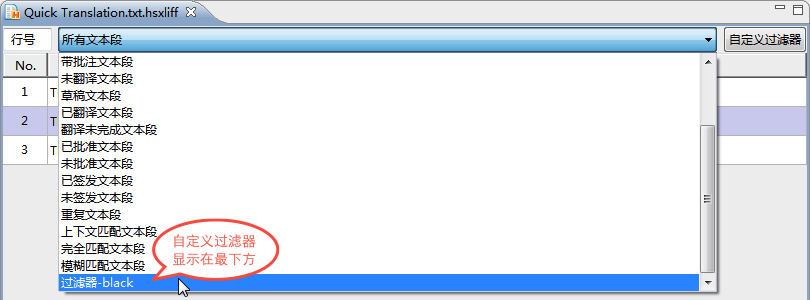 Quick Translation.txt.hsxliff
行号
所有文本段
自定义过滤器
No.
带批注文本段
未翻译文本段
1 T
草稿文本段
已翻译文本段
2 T
翻译未完成文本段
已批准文本段
3 T
未批准文本段
已签发文本段
未签发文本段
重复文本段
上下文匹配文本段
完全匹配文本段
模糊匹配文本段
过滤器-black
自定义过滤器
显示在最下方